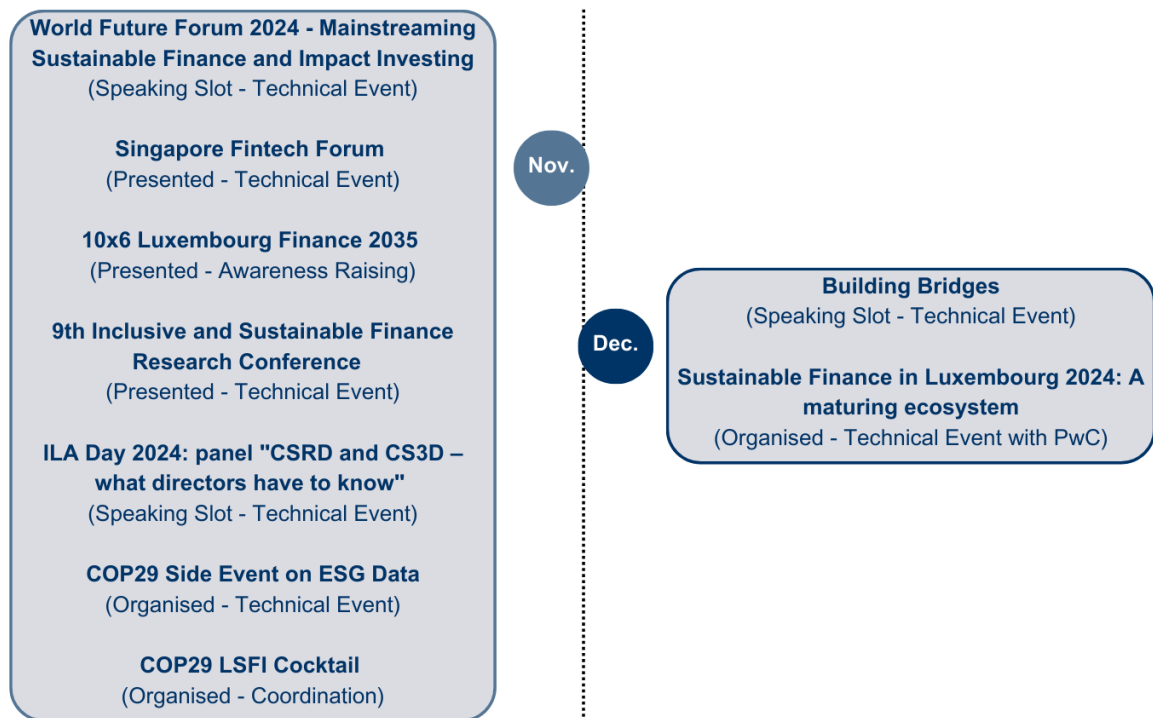 World Future Forum 2024 - Mainstreaming
Sustainable Finance and Impact Investing
(Speaking Slot - Technical Event)
Singapore Fintech Forum
(Presented - Technical Event)
10x6 Luxembourg Finance 2035
(Presented - Awareness Raising)
9th Inclusive and Sustainable Finance
Research Conference
(Presented - Technical Event)
ILA Day 2024: panel "CSRD and CS3D –
what directors have to know"
(Speaking Slot - Technical Event)
COP29 Side Event on ESG Data
(Organised - Technical Event)
COP29 LSFI Cocktail
(Organised - Coordination)
Nov.
Dec.
Building Bridges
(Speaking Slot - Technical Event)
Sustainable Finance in Luxembourg 2024: A
maturing ecosystem
(Organised - Technical Event with PwC)